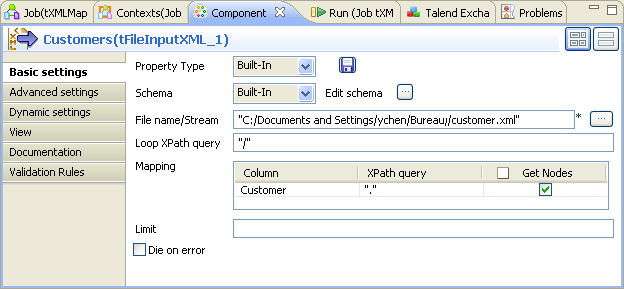 Job(tXMLMap Contexts(Job Component Run (Job tXM Talend Excha Problems
Customers(tFileInputXML_1)
Basic settings
Advanced settings
Dynamic settings
View
Documentation
Validation Rules
Property Type Built-In
Schema Built-In Edit schema ...
File name/Stream "C:/Documents and Settings/ychen/Bureau/customer.xml" * ...
Loop XPath query "/"
Mapping
Column XPath query Get Nodes
Customer "."
Limit
Die on error